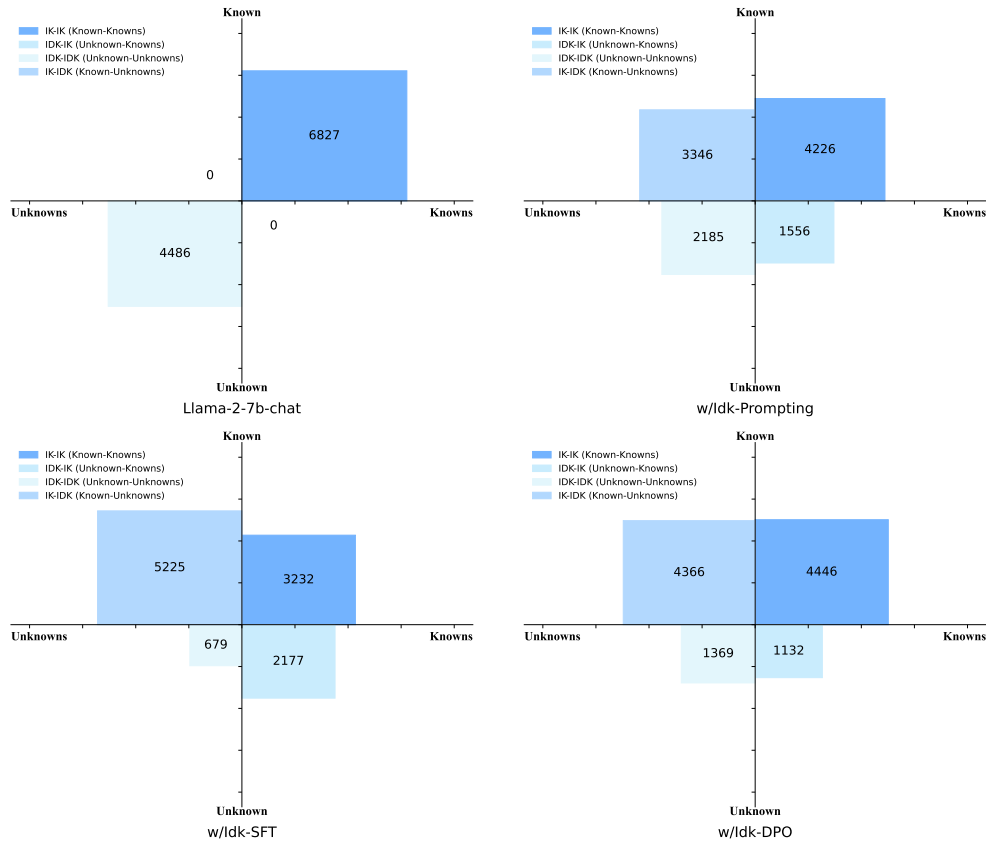 Known
IK-IK (Known-Knowns)
IDK-IK (Unknown-Knowns)
IDK-IDK (Unknown-Unknowns)
IK-IDK (Known-Unknowns)
6827
0
Unknowns
Knowns
0
4486
Unknown
Llama-2-7b-chat
Known
IK-IK (Known-Knowns)
IDK-IK (Unknown-Knowns)
IDK-IDK (Unknown-Unknowns)
IK-IDK (Known-Unknowns)
3346
4226
Unknowns
Knowns
2185
1556
Unknown
w/Idk-Prompting
Known
IK-IK (Known-Knowns)
IDK-IK (Unknown-Knowns)
IDK-IDK (Unknown-Unknowns)
IK-IDK (Known-Unknowns)
5225
3232
Unknowns
Knowns
679
2177
Unknown
w/Idk-SFT
Known
IK-IK (Known-Knowns)
IDK-IK (Unknown-Knowns)
IDK-IDK (Unknown-Unknowns)
IK-IDK (Known-Unknowns)
4366
4446
Unknowns
Knowns
1369
1132
Unknown
w/Idk-DPO